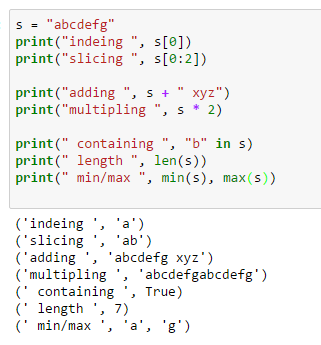 s = "abcdefg"
print("indeing ", s[0])
print("slicing ", s[0:2])
print("adding ", s + " xyz")
print("multipling ", s * 2)
print(" containing ", "b" in s)
print(" length ", len(s))
print(" min/max ", min(s), max(s))
('indeing ', 'a')
('slicing ', 'ab')
('adding ', 'abcdefg xyz')
('multipling ', 'abcdefgabcdefg')
(' containing ', True)
(' length ', 7)
(' min/max ', 'a', 'g')